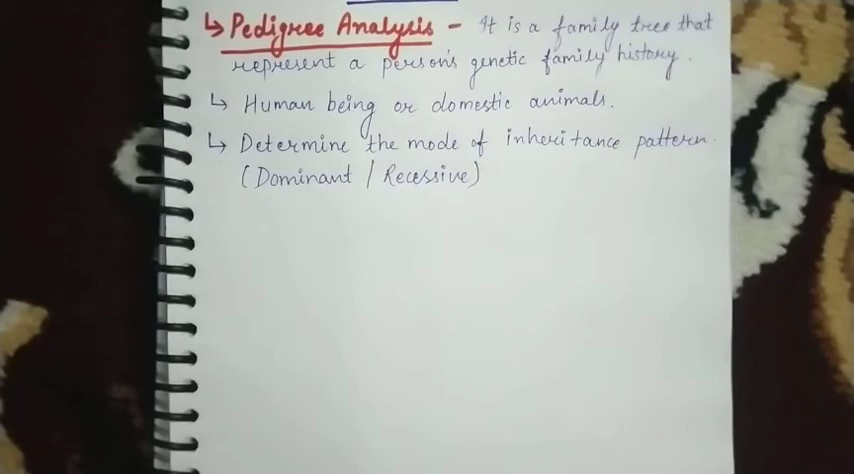 ↳ Pedigree Analysis - It is a family tree that
represent a person's genetic family history.
↳ Human being or domestic animals.
↳ Determine the mode of inheritance pattern.
(Dominant / Recessive)